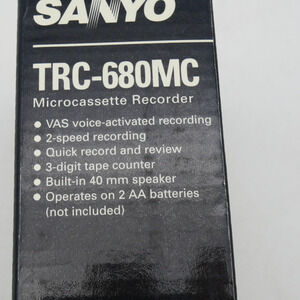 SANYO
TRC-680MC
Microcassette Recorder
● VAS voice-activated recording
● 2-speed recording
● Quick record and review
● 3-digit tape counter
● Built-in 40 mm speaker
● Operates on 2 AA batteries
(not included)